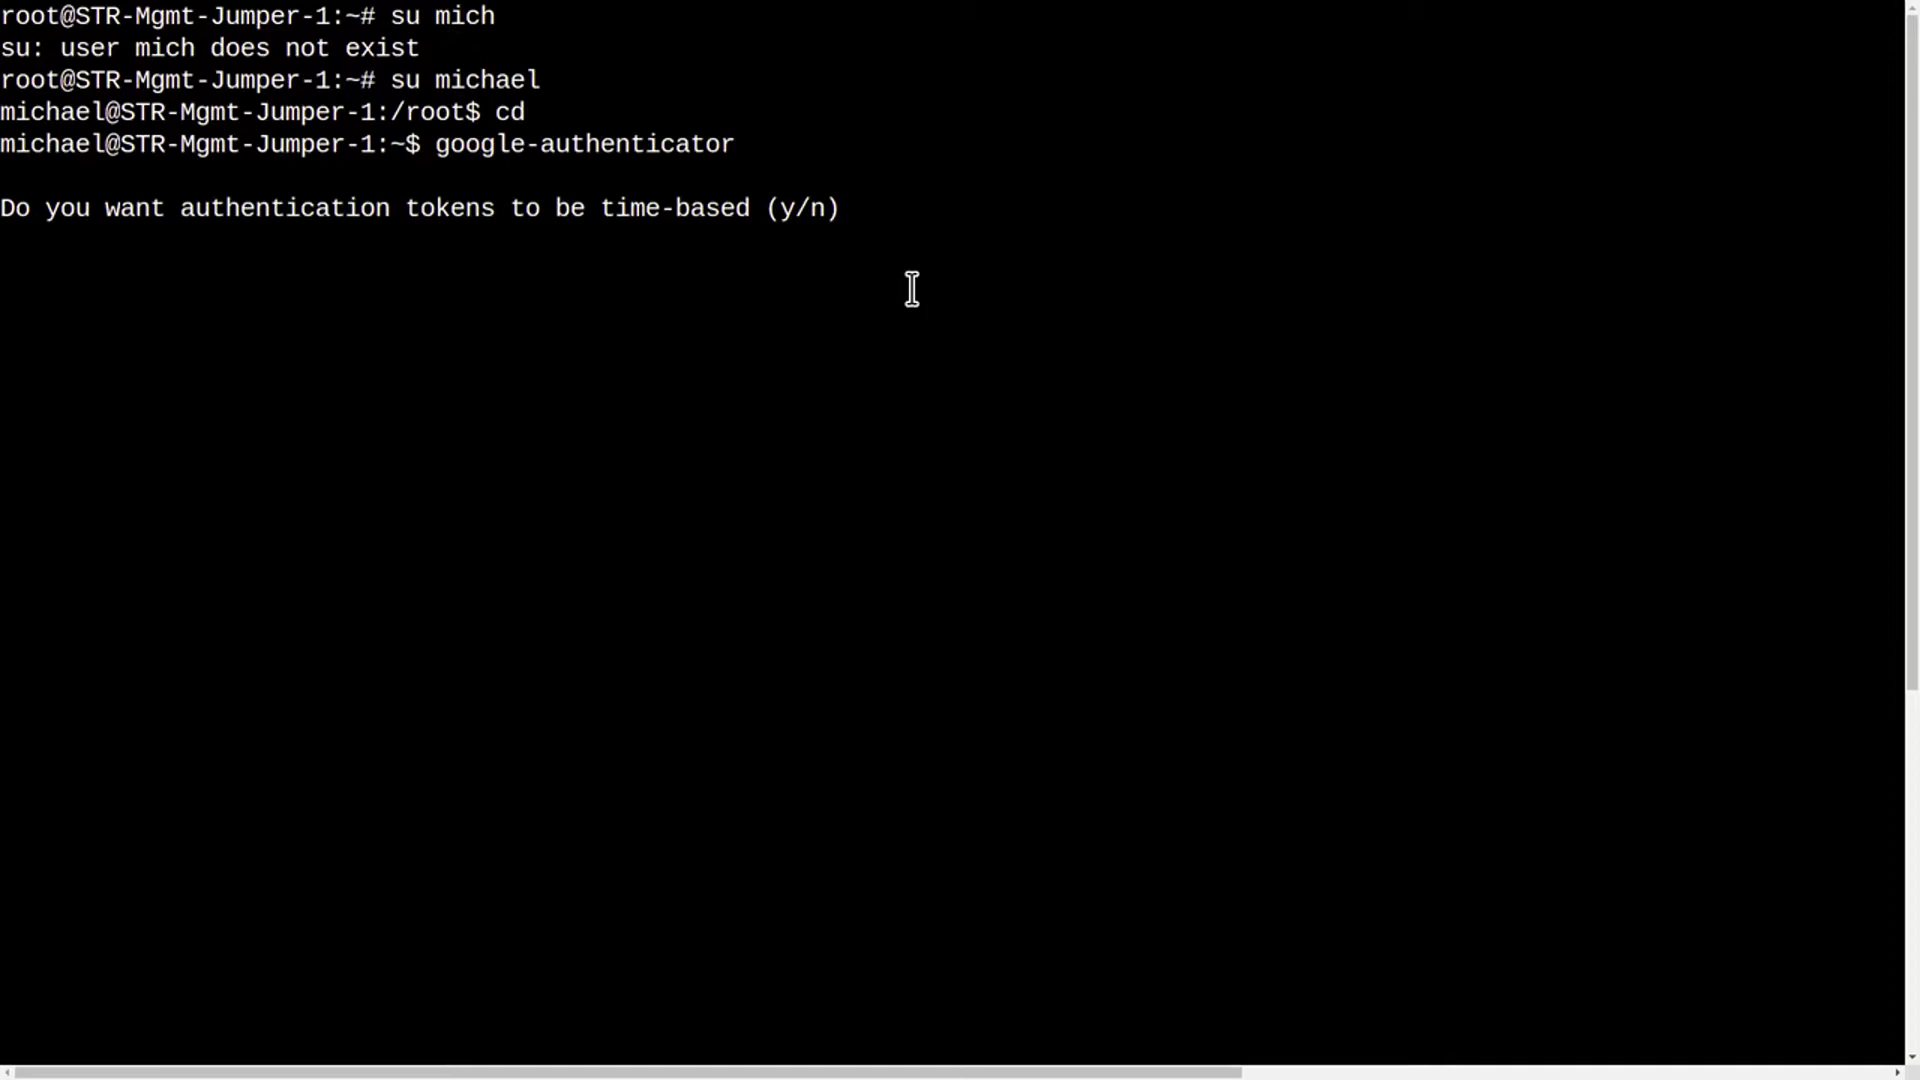 root@STR-Mgmt-Jumper-1:~# su mich
su: user mich does not exist
root@STR-Mgmt-Jumper-1:~# su michael
michael@STR-Mgmt-Jumper-1:/root$ cd
michael@STR-Mgmt-Jumper-1:~$ google-authenticator
Do you want authentication tokens to be time-based (y/n)